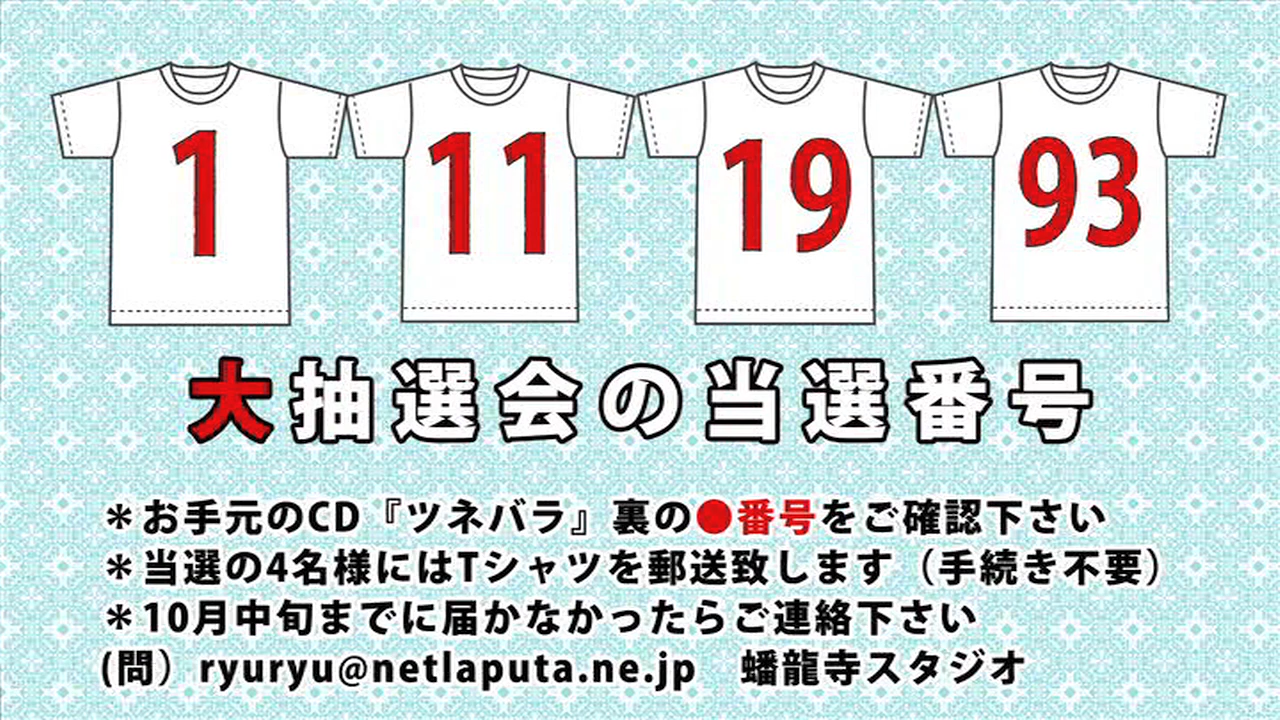 1 11 19 93
大抽選会の当選番号
＊お手元のCD『ツネバラ』裏の●番号をご確認下さい
＊当選の4名様にはTシャツを郵送致します（手続き不要）
＊10月中旬までに届かなかったらご連絡下さい
(問）ryuryu@netlaputa.ne.jp　蟠龍寺スタジオ